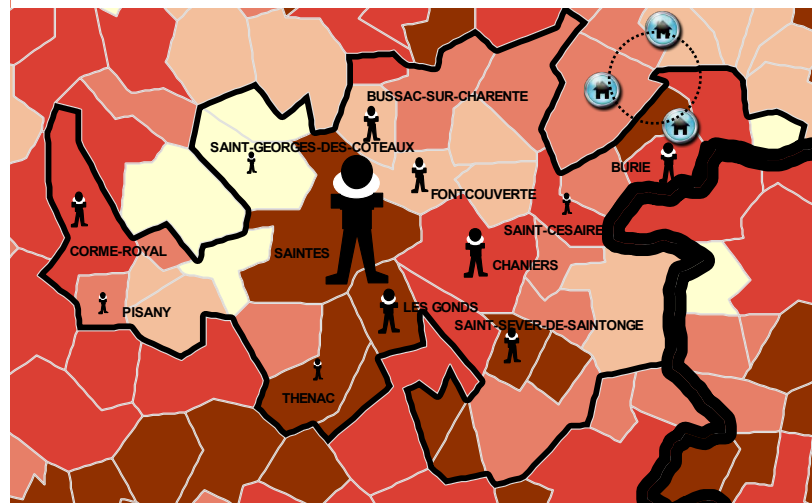 BUSSAC-SUR-CHARENTE
SAINT-GEORGES-DES-COTEAUX
BURIE
FONTCOUVERTE
SAINT-CESAIRE
CORME-ROYAL
SAINTES
CHANIERS
PISANY
LES GONDS
SAINT-SEVER-DE-SAINTONGE
THENAC